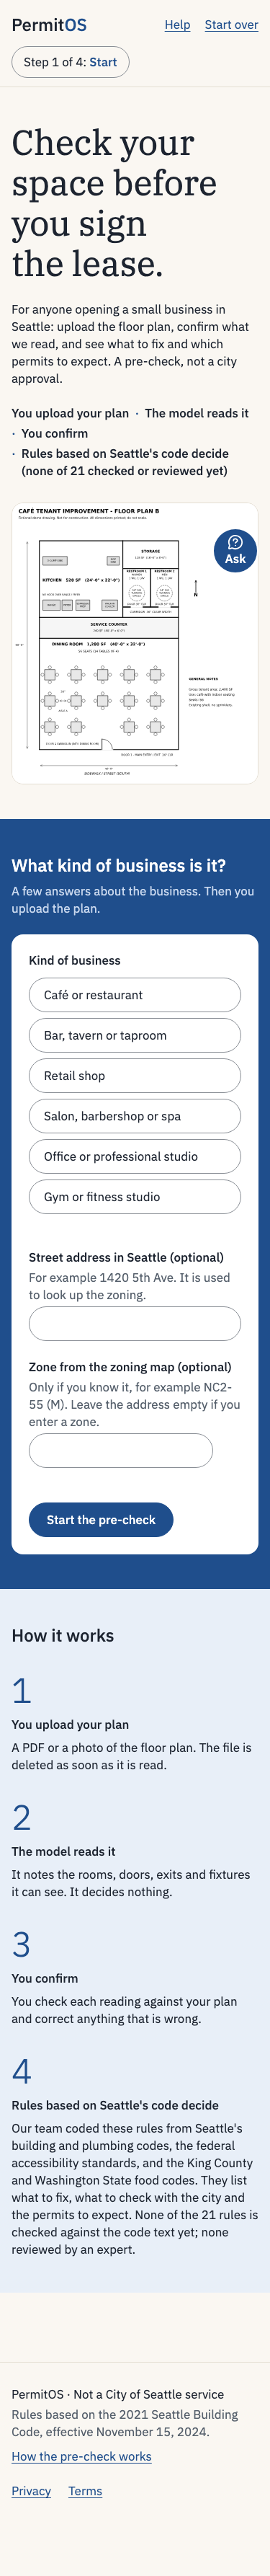 PermitOS
Help Start over
Step 1 of 4: Start
Check your
space before
you sign
the lease.
For anyone opening a small business in
Seattle: upload the floor plan, confirm what
we read, and see what to fix and which
permits to expect. A pre-check, not a city
approval.
You upload your plan · The model reads it
· You confirm
· Rules based on Seattle's code decide
(none of 21 checked or reviewed yet)
CAFÉ TENANT IMPROVEMENT - FLOOR PLAN B
Ask
STORAGE
KITCHEN 528 SF (24'-0" x 22'-0")
N
SERVICE COUNTER
DINING ROOM 1,280 SF (40'-0" x 32'-0")
GENERAL NOTES
What kind of business is it?
A few answers about the business. Then you
upload the plan.
Kind of business
Café or restaurant
Bar, tavern or taproom
Retail shop
Salon, barbershop or spa
Office or professional studio
Gym or fitness studio
Street address in Seattle (optional)
For example 1420 5th Ave. It is used
to look up the zoning.
Zone from the zoning map (optional)
Only if you know it, for example NC2-
55 (M). Leave the address empty if you
enter a zone.
Start the pre-check
How it works
1
You upload your plan
A PDF or a photo of the floor plan. The file is
deleted as soon as it is read.
2
The model reads it
It notes the rooms, doors, exits and fixtures
it can see. It decides nothing.
3
You confirm
You check each reading against your plan
and correct anything that is wrong.
4
Rules based on Seattle's code decide
Our team coded these rules from Seattle's
building and plumbing codes, the federal
accessibility standards, and the King County
and Washington State food codes. They list
what to fix, what to check with the city and
the permits to expect. None of the 21 rules is
checked against the code text yet; none
reviewed by an expert.
PermitOS · Not a City of Seattle service
Rules based on the 2021 Seattle Building
Code, effective November 15, 2024.
How the pre-check works
Privacy Terms